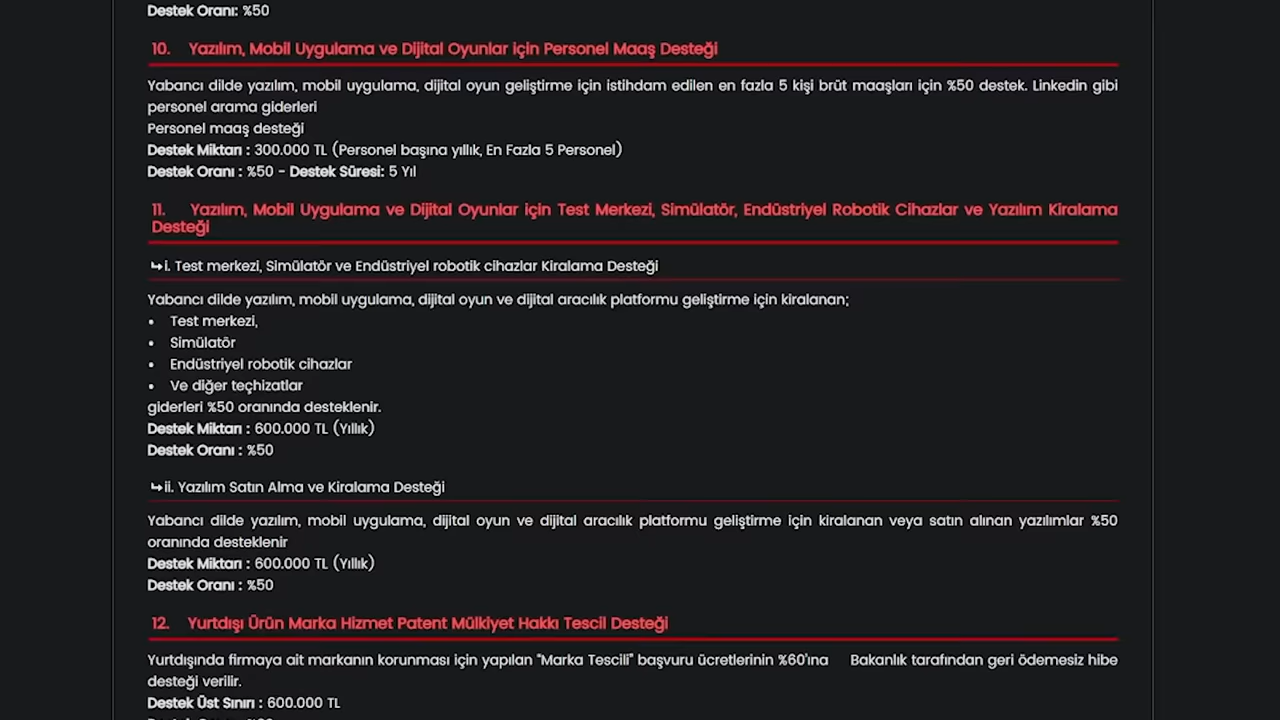 Destek Oranı: %50
10. Yazılım, Mobil Uygulama ve Dijital Oyunlar için Personel Maaş Desteği
Yabancı dilde yazılım, mobil uygulama, dijital oyun geliştirme için istihdam edilen en fazla 5 kişi brüt maaşları için %50 destek. Linkedin gibi
personel arama giderleri
Personel maaş desteği
Destek Miktarı : 300.000 TL (Personel başına yıllık, En Fazla 5 Personel)
Destek Oranı : %50 - Destek Süresi: 5 Yıl
11. Yazılım, Mobil Uygulama ve Dijital Oyunlar için Test Merkezi, Simülatör, Endüstriyel Robotik Cihazlar ve Yazılım Kiralama
Desteği
↪i. Test merkezi, Simülatör ve Endüstriyel robotik cihazlar Kiralama Desteği
Yabancı dilde yazılım, mobil uygulama, dijital oyun ve dijital aracılık platformu geliştirme için kiralanan;
• Test merkezi,
• Simülatör
• Endüstriyel robotik cihazlar
• Ve diğer teçhizatlar
giderleri %50 oranında desteklenir.
Destek Miktarı : 600.000 TL (Yıllık)
Destek Oranı : %50
↪ii. Yazılım Satın Alma ve Kiralama Desteği
Yabancı dilde yazılım, mobil uygulama, dijital oyun ve dijital aracılık platformu geliştirme için kiralanan veya satın alınan yazılımlar %50
oranında desteklenir
Destek Miktarı : 600.000 TL (Yıllık)
Destek Oranı : %50
12. Yurtdışı Ürün Marka Hizmet Patent Mülkiyet Hakkı Tescil Desteği
Yurtdışında firmaya ait markanın korunması için yapılan “Marka Tescili” başvuru ücretlerinin %60’ına Bakanlık tarafından geri ödemesiz hibe
desteği verilir.
Destek Üst Sınırı : 600.000 TL